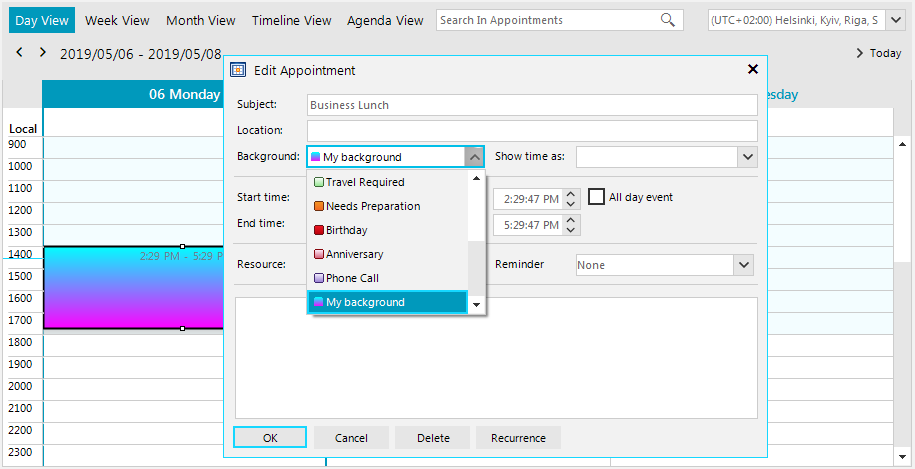 Day View Week View Month View Timeline View Agenda View Search In Appointments (UTC+02:00) Helsinki, Kyiv, Riga, S
2019/05/06 - 2019/05/08 Today
Edit Appointment
06 Monday
esday
Subject: Business Lunch
Location:
Local
Background: My background Show time as:
Travel Required
Needs Preparation
Birthday
Anniversary
Phone Call
My background
Start time: 2:29:47 PM All day event
End time: 5:29:47 PM
Resource: Reminder None
2:29 PM - 5:29 P
900
1000
1100
1200
1300
1400
1500
1600
1700
1800
1900
2000
2100
2200
2300
OK Cancel Delete Recurrence